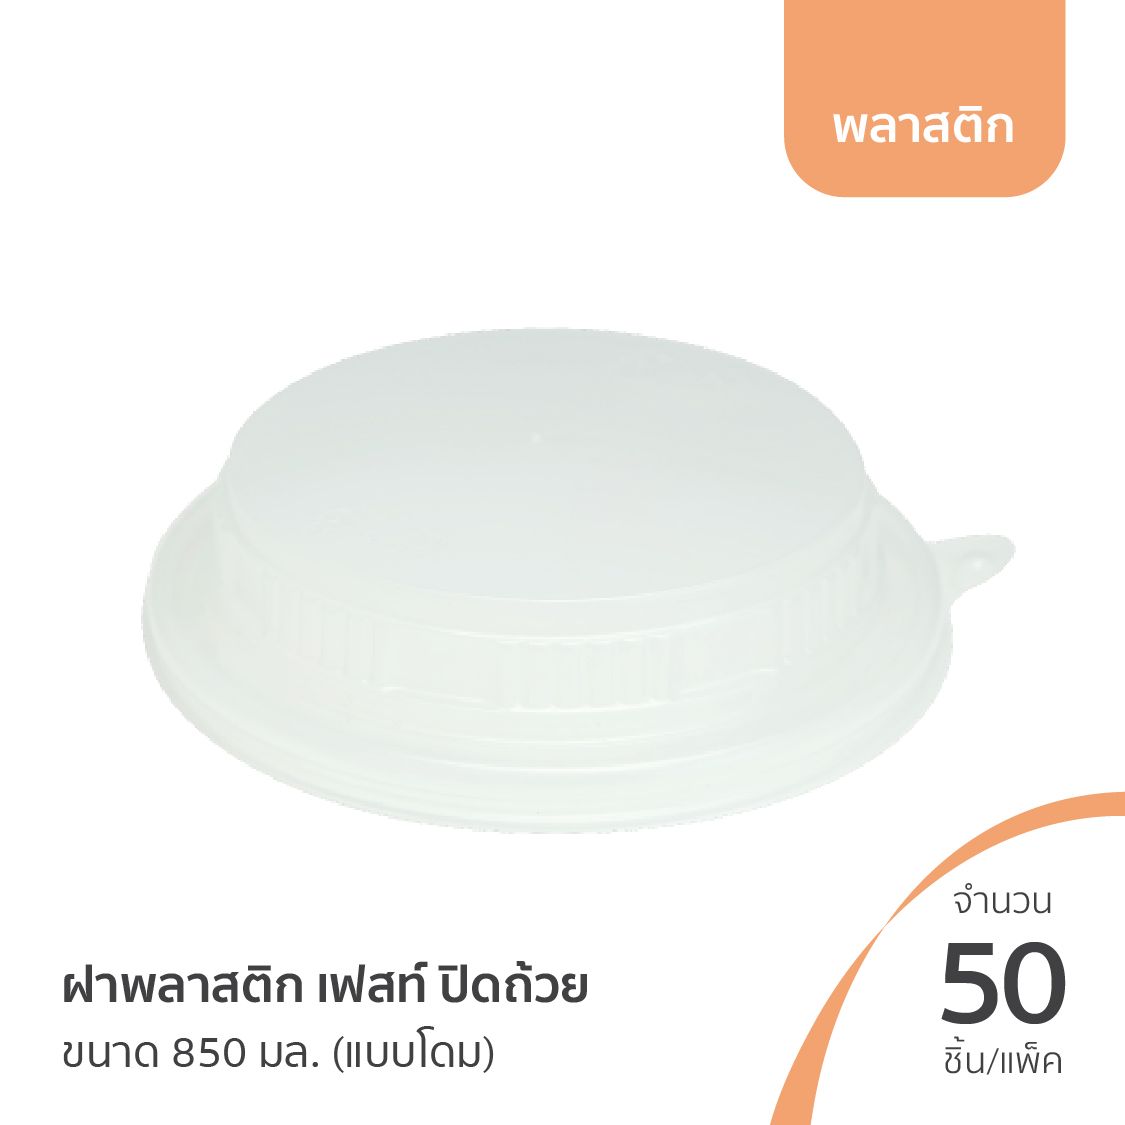 พลาสติก
ฝาพลาสติก เฟสท์ ปิดถ้วย
ขนาด 850 มล. (แบบโดม)
จำนวน
50
ชิ้น/แพ็ค